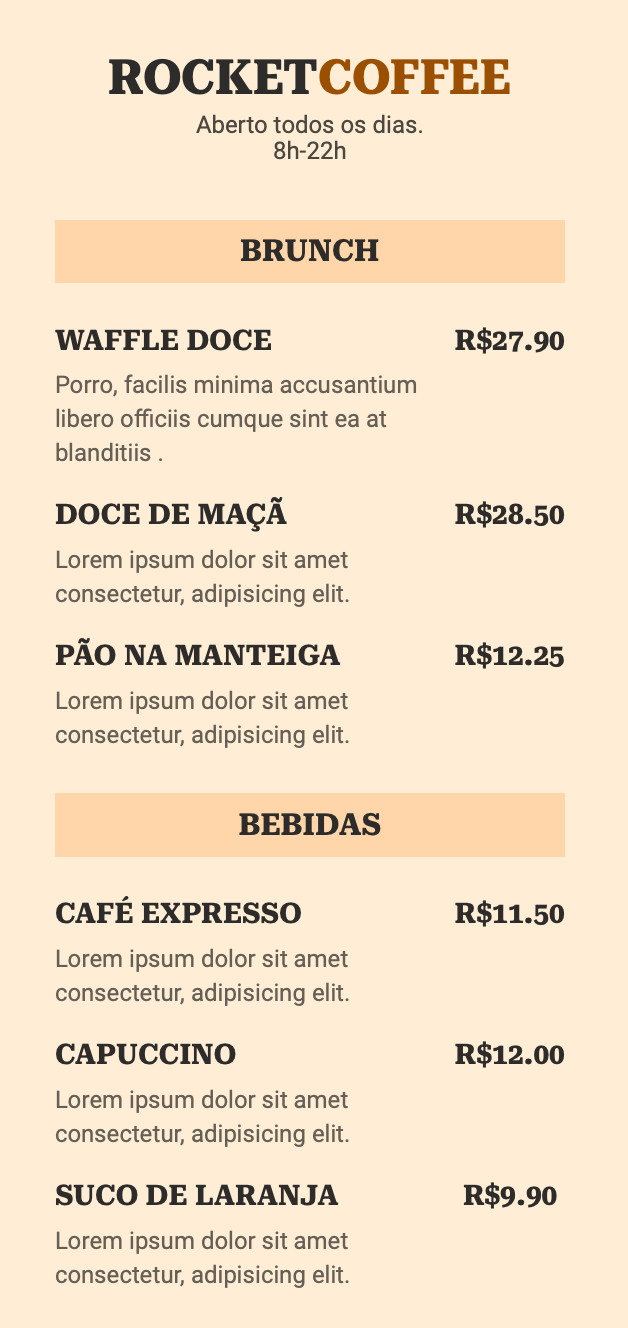 ROCKETCOFFEE
Aberto todos os dias.
8h-22h
BRUNCH
WAFFLE DOCE R$27.90
Porro, facilis minima accusantium
libero officiis cumque sint ea at
blanditiis .
DOCE DE MAÇÃ R$28.50
Lorem ipsum dolor sit amet
consectetur, adipisicing elit.
PÃO NA MANTEIGA R$12.25
Lorem ipsum dolor sit amet
consectetur, adipisicing elit.
BEBIDAS
CAFÉ EXPRESSO R$11.50
Lorem ipsum dolor sit amet
consectetur, adipisicing elit.
CAPUCCINO R$12.00
Lorem ipsum dolor sit amet
consectetur, adipisicing elit.
SUCO DE LARANJA R$9.90
Lorem ipsum dolor sit amet
consectetur, adipisicing elit.